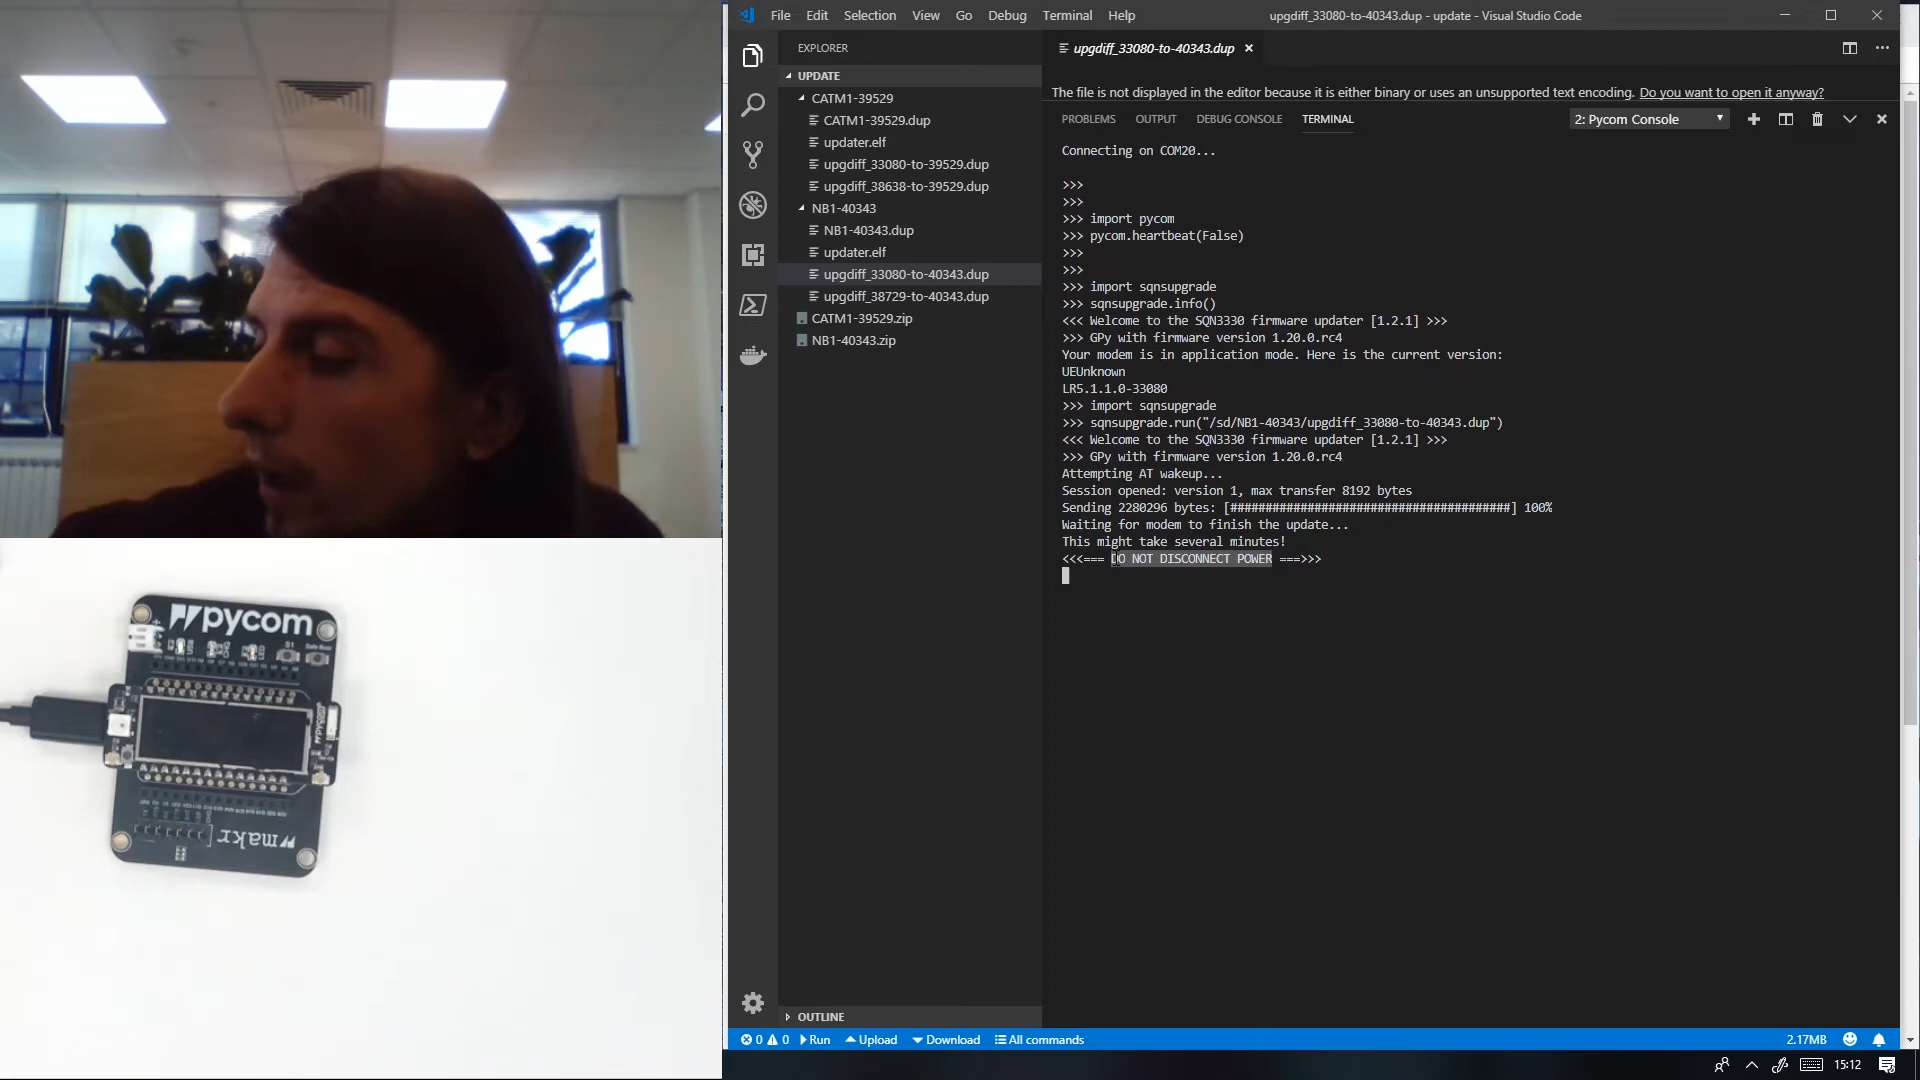 File Edit Selection View Go Debug Terminal Help
upgdiff_33080-to-40343.dup - update - Visual Studio Code
EXPLORER
UPDATE
CATM1-39529
CATM1-39529.dup
updater.elf
upgdiff_33080-to-39529.dup
upgdiff_38638-to-39529.dup
NB1-40343
NB1-40343.dup
updater.elf
upgdiff_33080-to-40343.dup
upgdiff_38729-to-40343.dup
CATM1-39529.zip
NB1-40343.zip
OUTLINE
upgdiff_33080-to-40343.dup
The file is not displayed in the editor because it is either binary or uses an unsupported text encoding. Do you want to open it anyway?
PROBLEMS OUTPUT DEBUG CONSOLE TERMINAL
2: Pycom Console
Connecting on COM20...
>>>
>>>
>>> import pycom
>>> pycom.heartbeat(False)
>>>
>>>
>>> import sqnsupgrade
>>> sqnsupgrade.info()
<<< Welcome to the SQN3330 firmware updater [1.2.1] >>>
>>> GPy with firmware version 1.20.0.rc4
Your modem is in application mode. Here is the current version:
UEUnknown
LR5.1.1.0-33080
>>> import sqnsupgrade
>>> sqnsupgrade.run("/sd/NB1-40343/upgdiff_33080-to-40343.dup")
<<< Welcome to the SQN3330 firmware updater [1.2.1] >>>
>>> GPy with firmware version 1.20.0.rc4
Attempting AT wakeup...
Session opened: version 1, max transfer 8192 bytes
Sending 2280296 bytes: [########################################] 100%
Waiting for modem to finish the update...
This might take several minutes!
<<<=== DO NOT DISCONNECT POWER ===>>>
0 0 Run Upload Download All commands
2.17MB
15:12
pycom
USB CHG LED S1 Safe Boot
makr